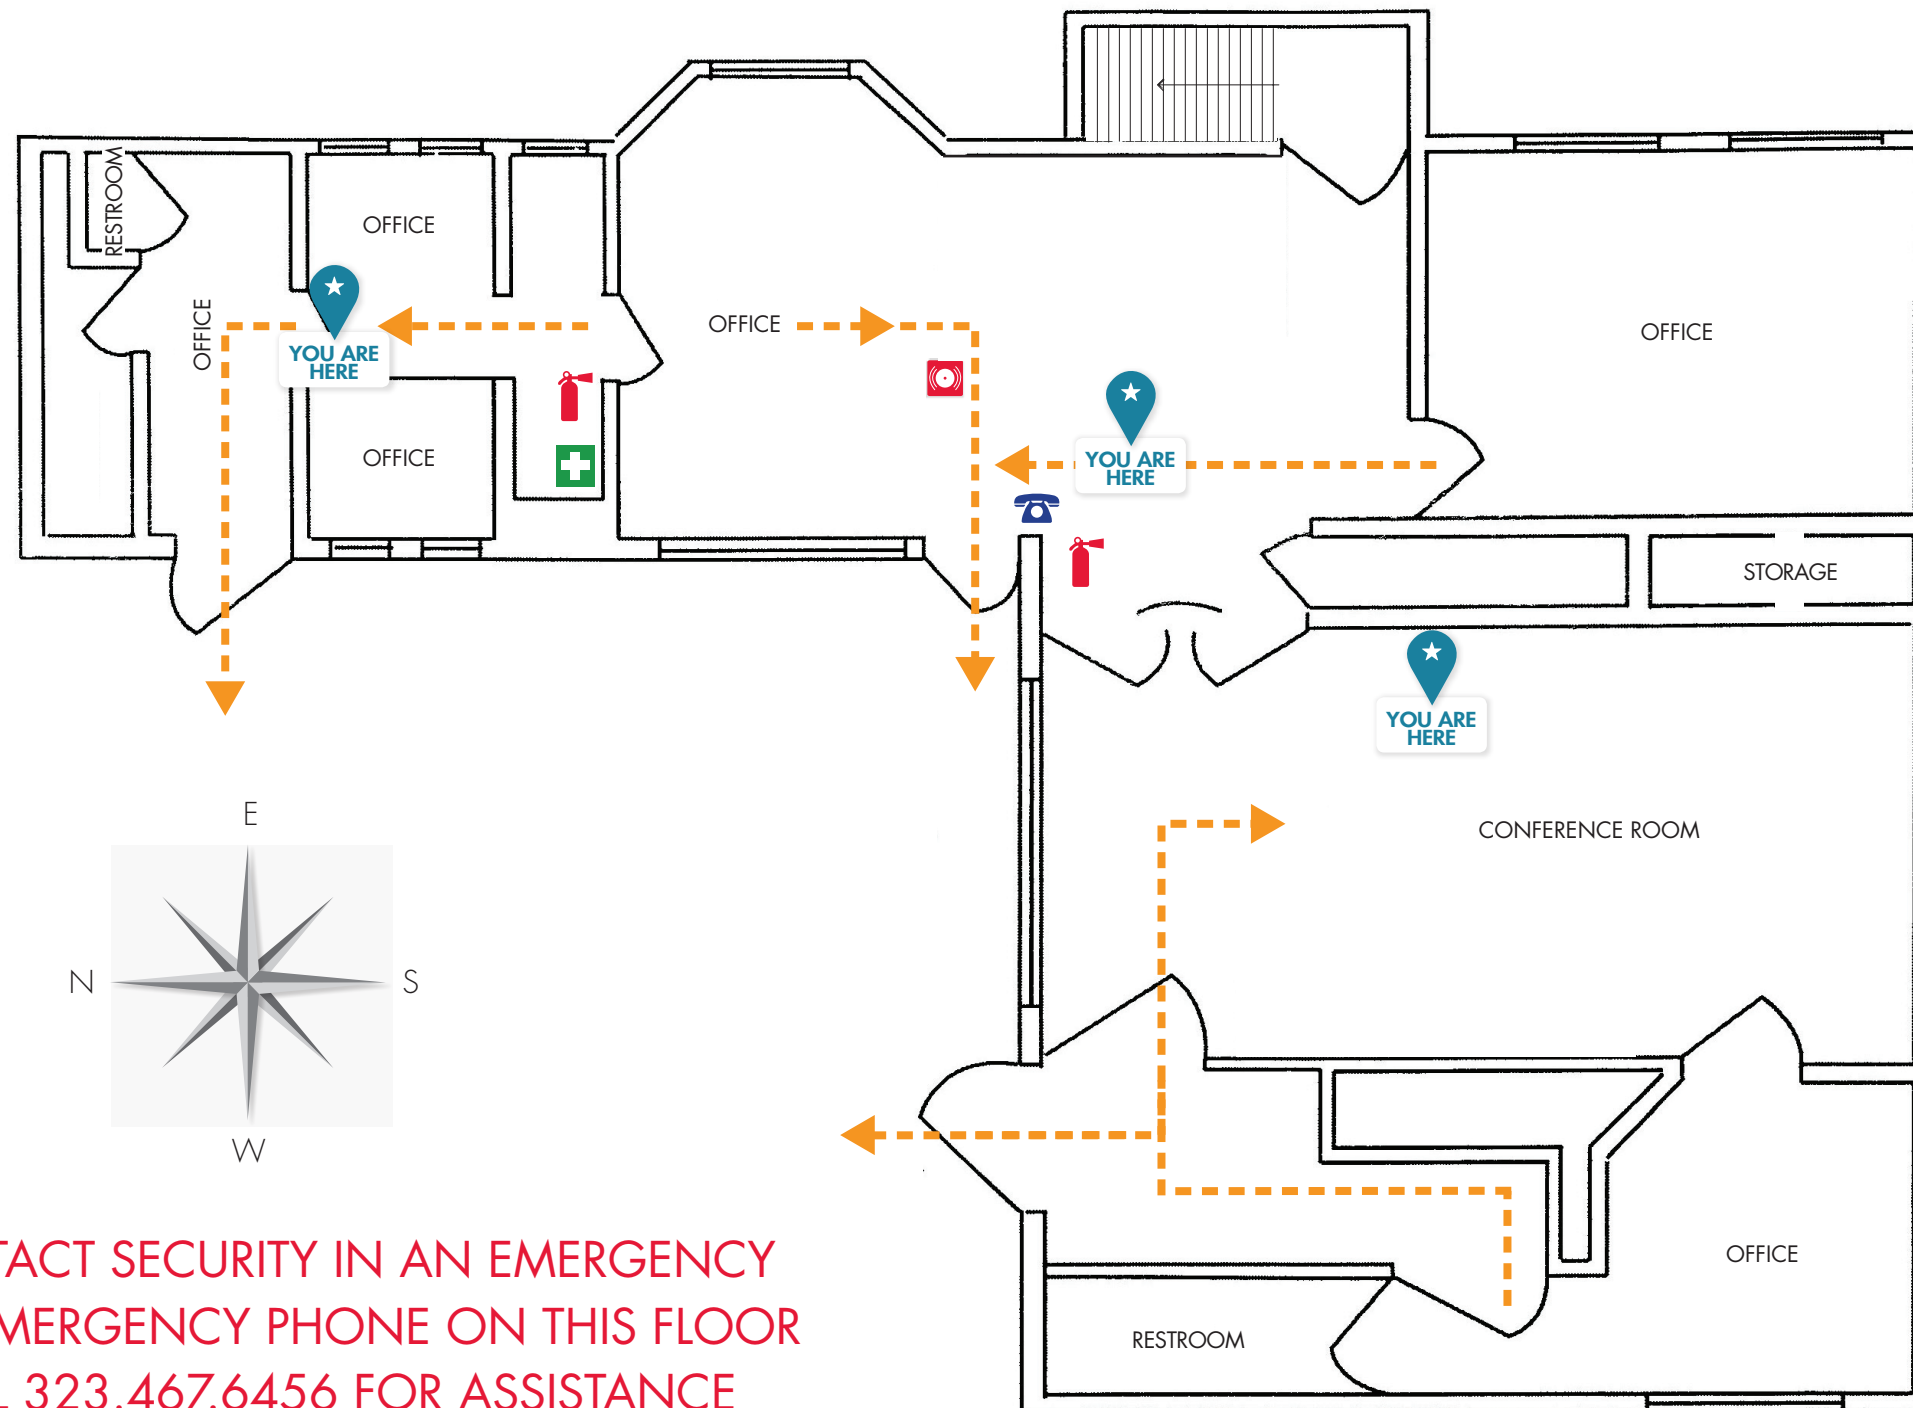 RESTROOM
OFFICE
OFFICE
YOU ARE
HERE
OFFICE
OFFICE
OFFICE
YOU ARE
HERE
OFFICE
STORAGE
YOU ARE
HERE
CONFERENCE ROOM
E
N
S
W
OFFICE
RESTROOM
TACT SECURITY IN AN EMERGENCY
MERGENCY PHONE ON THIS FLOOR
L 323.467.6456 FOR ASSISTANCE